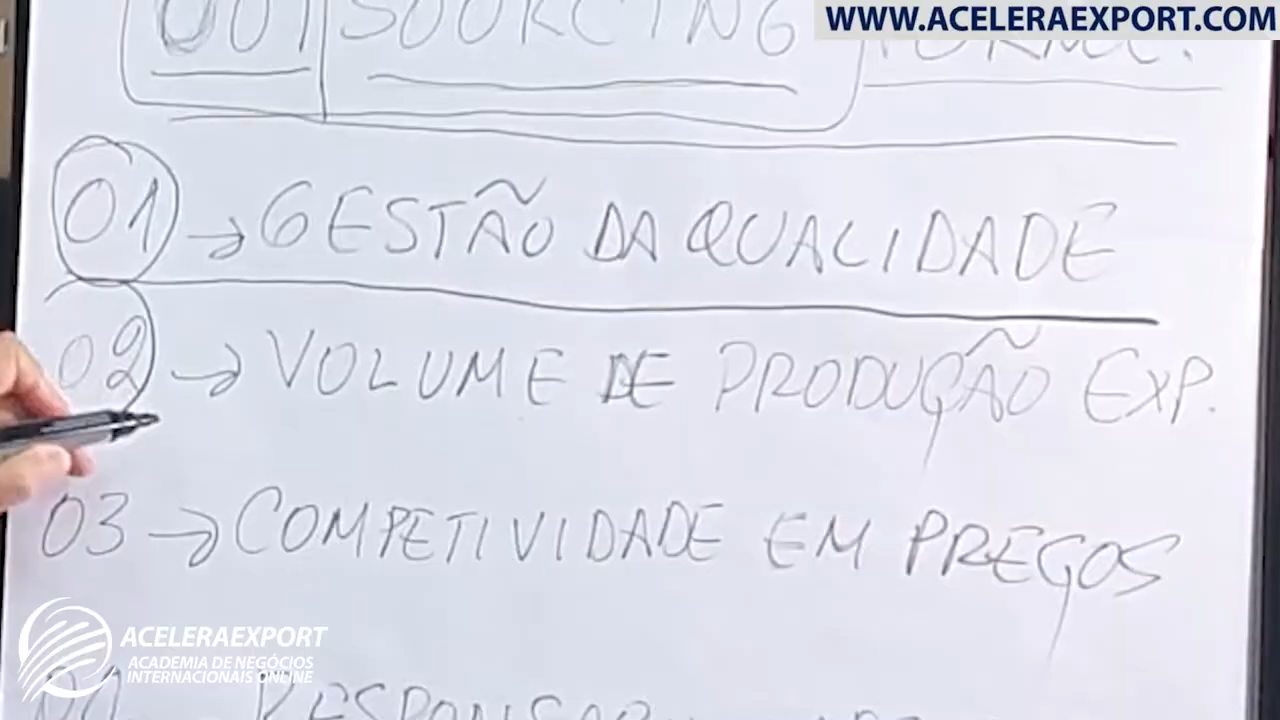 WWW.ACELERAEXPORT.COM
001 SOURCING
01 → GESTÃO DA QUALIDADE
02 → VOLUME DE PRODUÇÃO EXP.
03 → COMPETIVIDADE EM PREÇOS
ACELERAEXPORT
ACADEMIA DE NEGÓCIOS
INTERNACIONAIS ONLINE